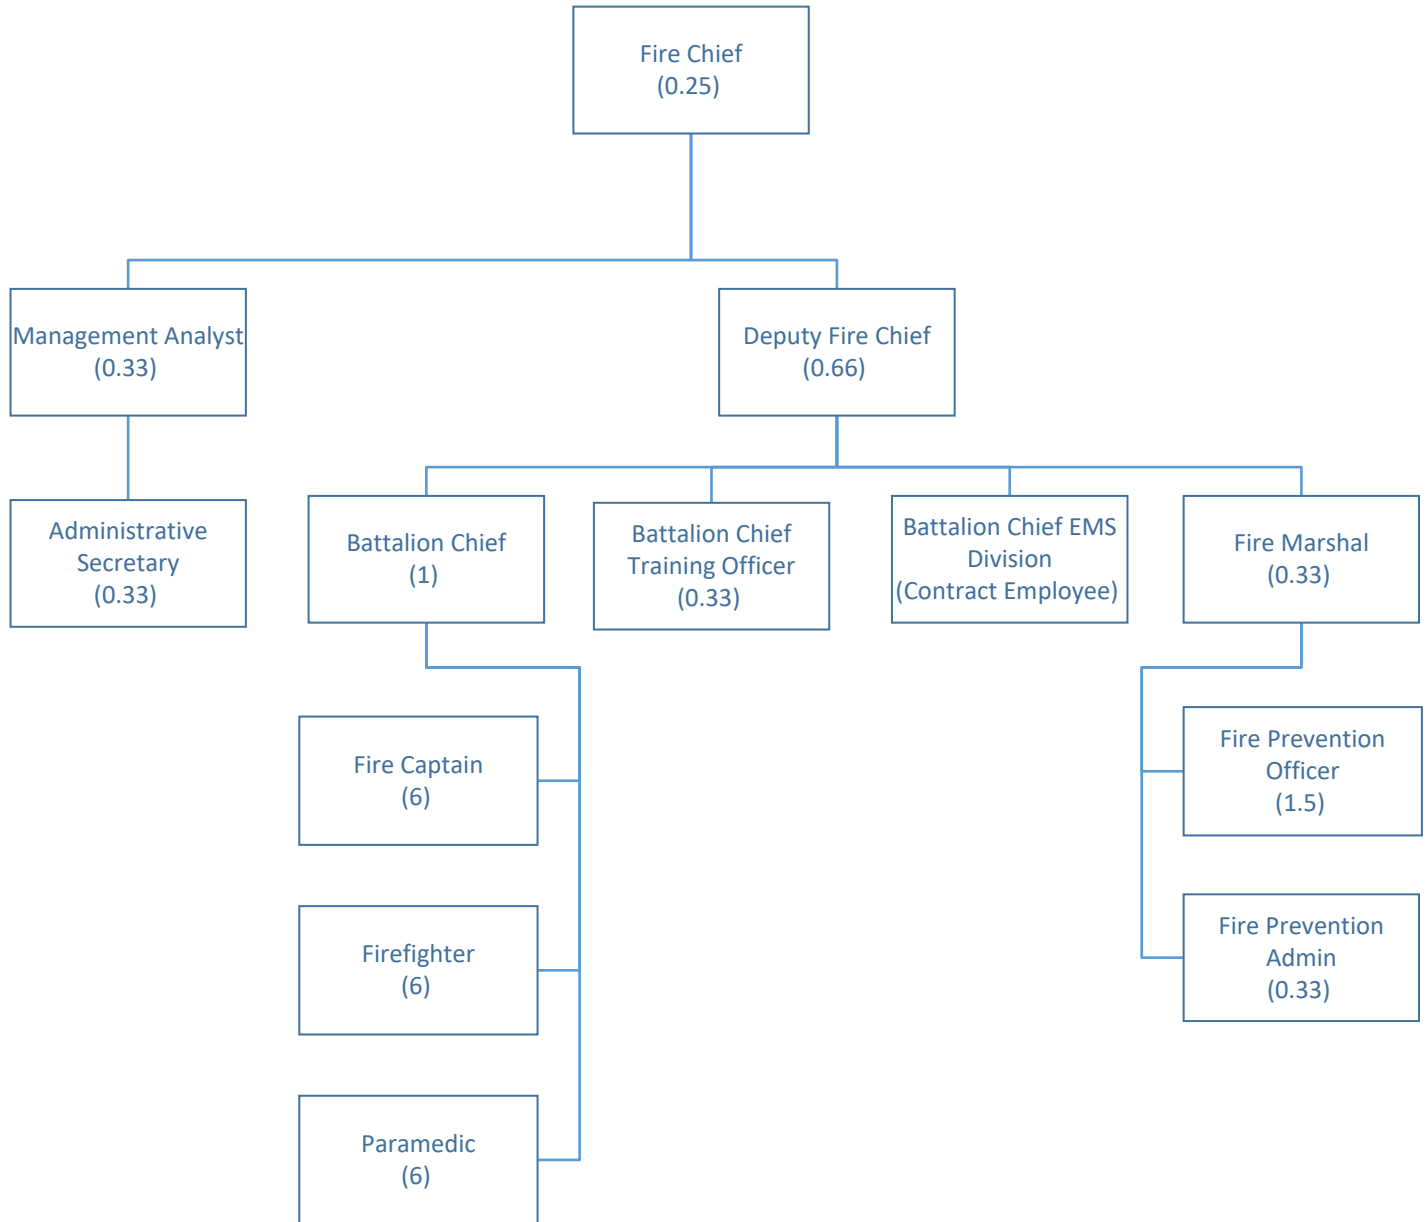 Fire Chief
(0.25)
Management Analyst
(0.33)
Deputy Fire Chief
(0.66)
Administrative
Secretary
(0.33)
Battalion Chief
(1)
Battalion Chief
Training Officer
(0.33)
Battalion Chief EMS
Division
(Contract Employee)
Fire Marshal
(0.33)
Fire Captain
(6)
Firefighter
(6)
Paramedic
(6)
Fire Prevention
Officer
(1.5)
Fire Prevention
Admin
(0.33)